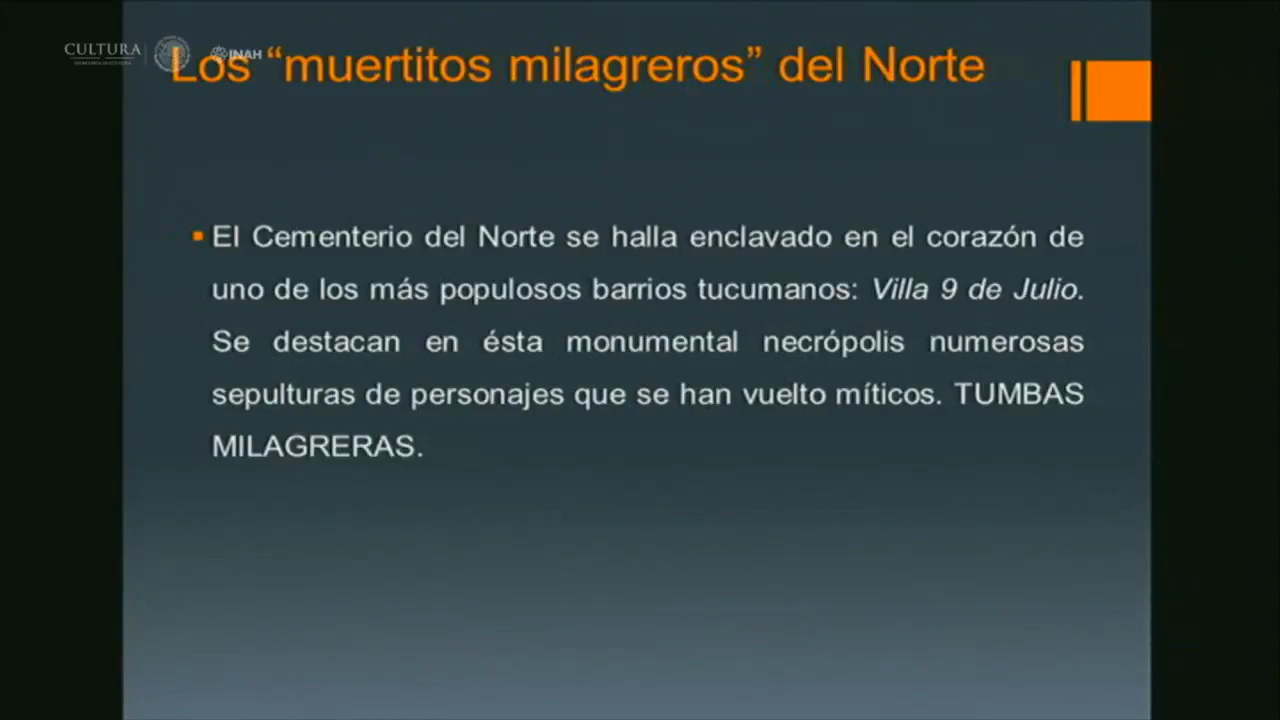 CULTURA
INAH
Los “muertitos milagreros” del Norte
El Cementerio del Norte se halla enclavado en el corazón de
uno de los más populosos barrios tucumanos: Villa 9 de Julio.
Se destacan en ésta monumental necrópolis numerosas
sepulturas de personajes que se han vuelto míticos. TUMBAS
MILAGRERAS.